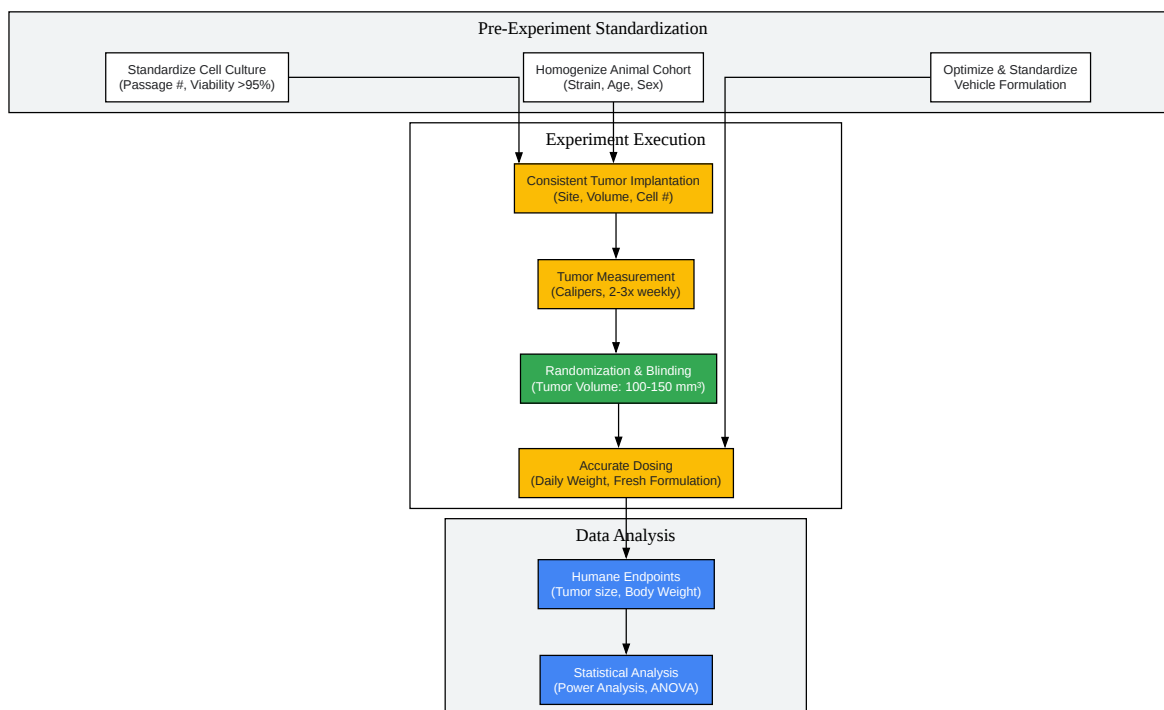 Pre-Experiment Standardization
Standardize Cell Culture
(Passage #, Viability >95%)
Homogenize Animal Cohort
(Strain, Age, Sex)
Optimize & Standardize
Vehicle Formulation
Experiment Execution
Consistent Tumor Implantation
(Site, Volume, Cell #)
Tumor Measurement
(Calipers, 2-3x weekly)
Randomization & Blinding
(Tumor Volume: 100-150 mm³)
Accurate Dosing
(Daily Weight, Fresh Formulation)
Data Analysis
Humane Endpoints
(Tumor size, Body Weight)
Statistical Analysis
(Power Analysis, ANOVA)